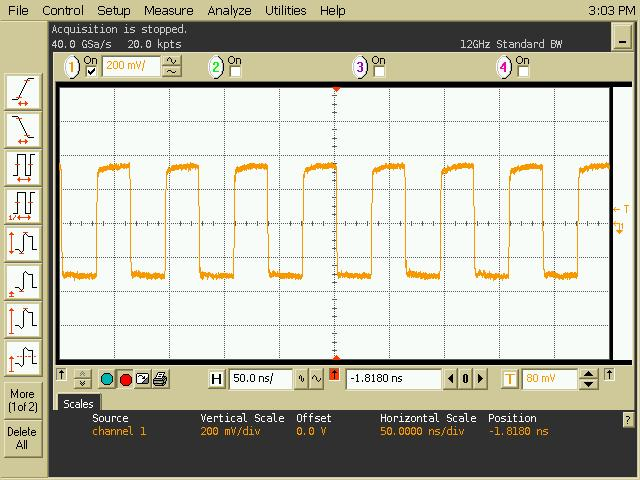 File Control Setup Measure Analyze Utilities Help 3:03 PM
Acquisition is stopped.
40.0 GSa/s 20.0 kpts 12GHz Standard BW
1 On 200 mV/ 2 On 3 On 4 On
T
More
(1 of 2)
Delete
All
H 50.0 ns/ -1.8180 ns 0 T 80 mV
Scales
Source Vertical Scale Offset Horizontal Scale Position
channel 1 200 mV/div 0.0 V 50.0000 ns/div -1.8180 ns
?